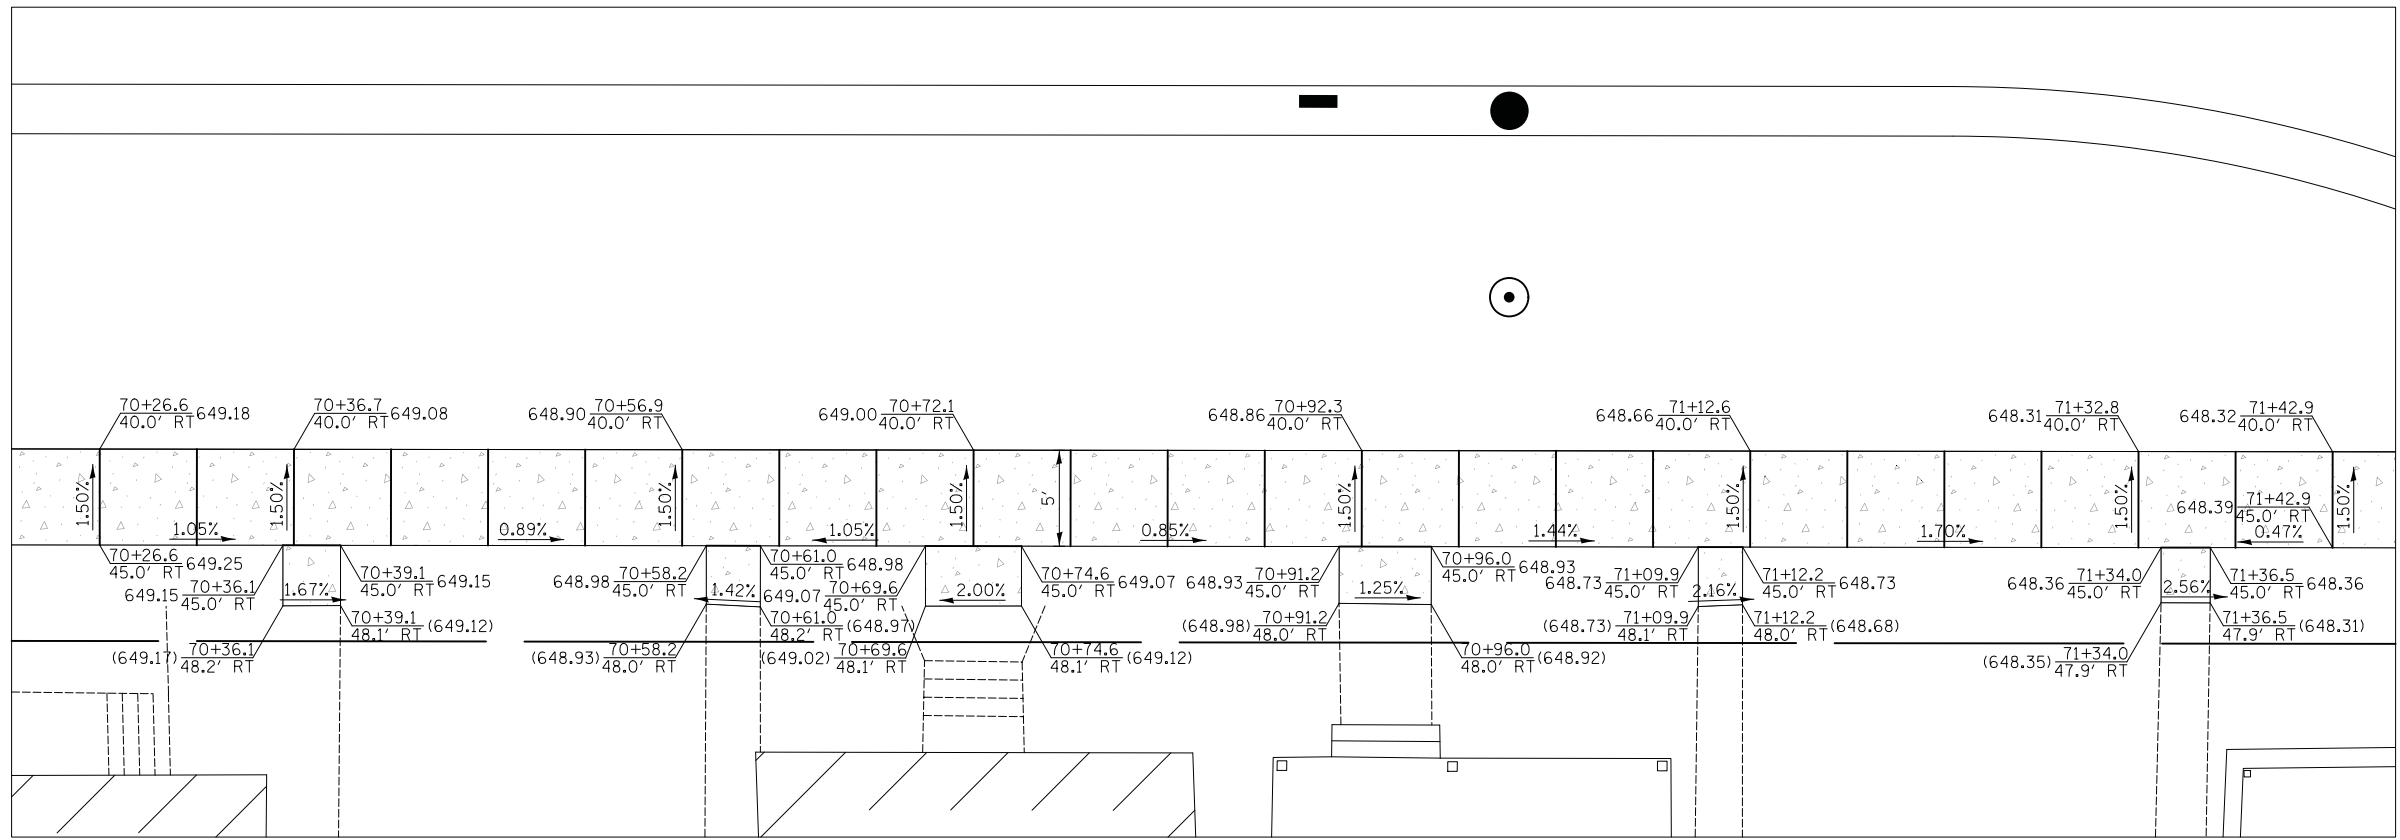 70+26.6
40.0' RT 649.18
70+36.7
40.0' RT 649.08
648.90 70+56.9
40.0' RT
649.00 70+72.1
40.0' RT
648.86 70+92.3
40.0' RT
648.66 71+12.6
40.0' RT
648.31 71+32.8
40.0' RT
648.32 71+42.9
40.0' RT
1.50%
1.50%
1.50%
1.50%
5'
1.50%
1.50%
1.50%
1.50%
1.05%
0.89%
1.05%
0.85%
1.44%
1.70%
648.39 71+42.9
45.0' RT
0.47%
70+26.6
45.0' RT 649.25
649.15 70+36.1
45.0' RT
1.67%
70+39.1
45.0' RT 649.15
70+39.1
48.1' RT (649.12)
(649.17) 70+36.1
48.2' RT
648.98 70+58.2
45.0' RT
1.42%
70+61.0
45.0' RT 648.98
70+61.0
48.2' RT (648.97)
(648.93) 70+58.2
48.0' RT
649.07 70+69.6
45.0' RT
2.00%
70+74.6
45.0' RT 649.07
(649.02) 70+69.6
48.1' RT
70+74.6
48.1' RT (649.12)
648.93 70+91.2
45.0' RT
1.25%
70+96.0
45.0' RT 648.93
(648.98) 70+91.2
48.0' RT
70+96.0
48.0' RT (648.92)
648.73 71+09.9
45.0' RT
2.16%
71+12.2
45.0' RT 648.73
(648.73) 71+09.9
48.1' RT
71+12.2
48.0' RT (648.68)
648.36 71+34.0
45.0' RT
2.56%
71+36.5
45.0' RT 648.36
71+36.5
47.9' RT (648.31)
(648.35) 71+34.0
47.9' RT